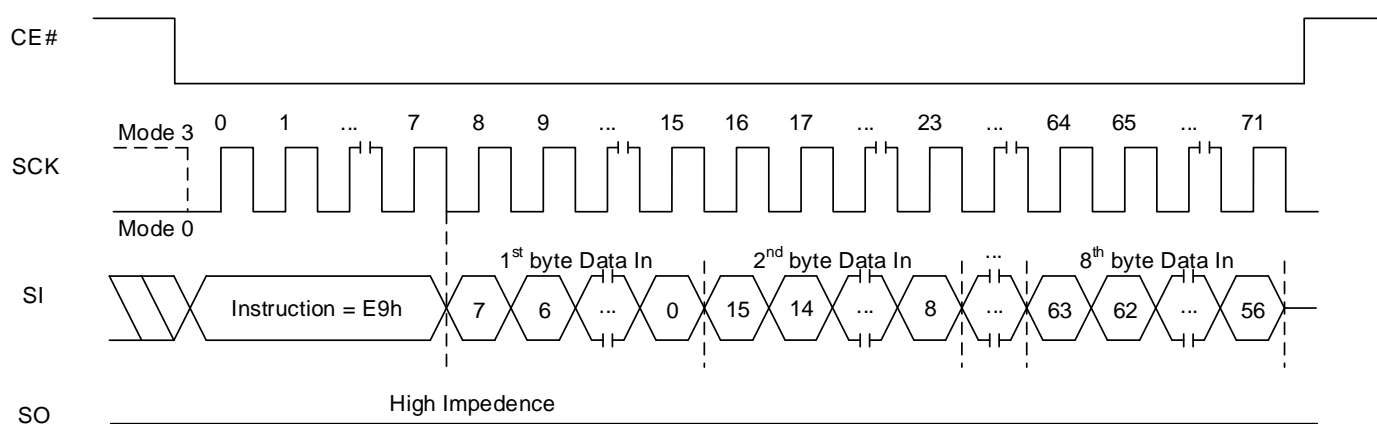 CE#
Mode 3 0 1 ... 7 8 9 ... 15 16 17 ... 23 ... 64 65 ... 71
SCK
Mode 0
1st byte Data In 2nd byte Data In ... 8th byte Data In
SI Instruction = E9h 7 6 ... 0 15 14 ... 8 ... 63 62 ... 56
High Impedence
SO